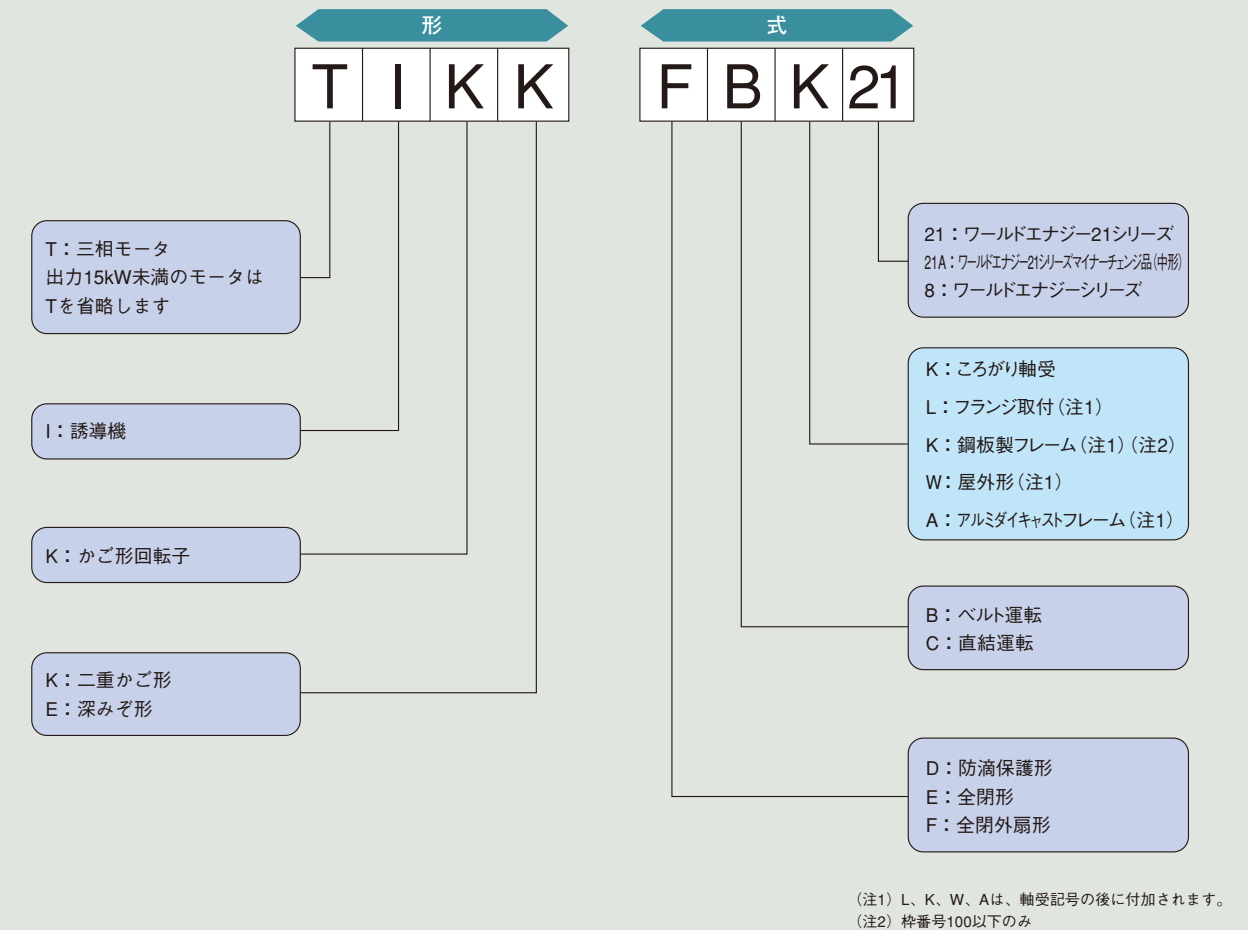 形
式
T I K K
F B K 21
T：三相モータ
出力15kW未満のモータは
Tを省略します
I：誘導機
K：かご形回転子
K：二重かご形
E：深みぞ形
21：ワールドエナジー21シリーズ
21A：ワールドエナジー21シリーズマイナーチェンジ品(中形)
8：ワールドエナジーシリーズ
K：ころがり軸受
L：フランジ取付(注1)
K：鋼板製フレーム(注1)(注2)
W：屋外形(注1)
A：アルミダイキャストフレーム(注1)
B：ベルト運転
C：直結運転
D：防滴保護形
E：全閉形
F：全閉外扇形
(注1) L、K、W、Aは、軸受記号の後に付加されます。
(注2) 枠番号100以下のみ